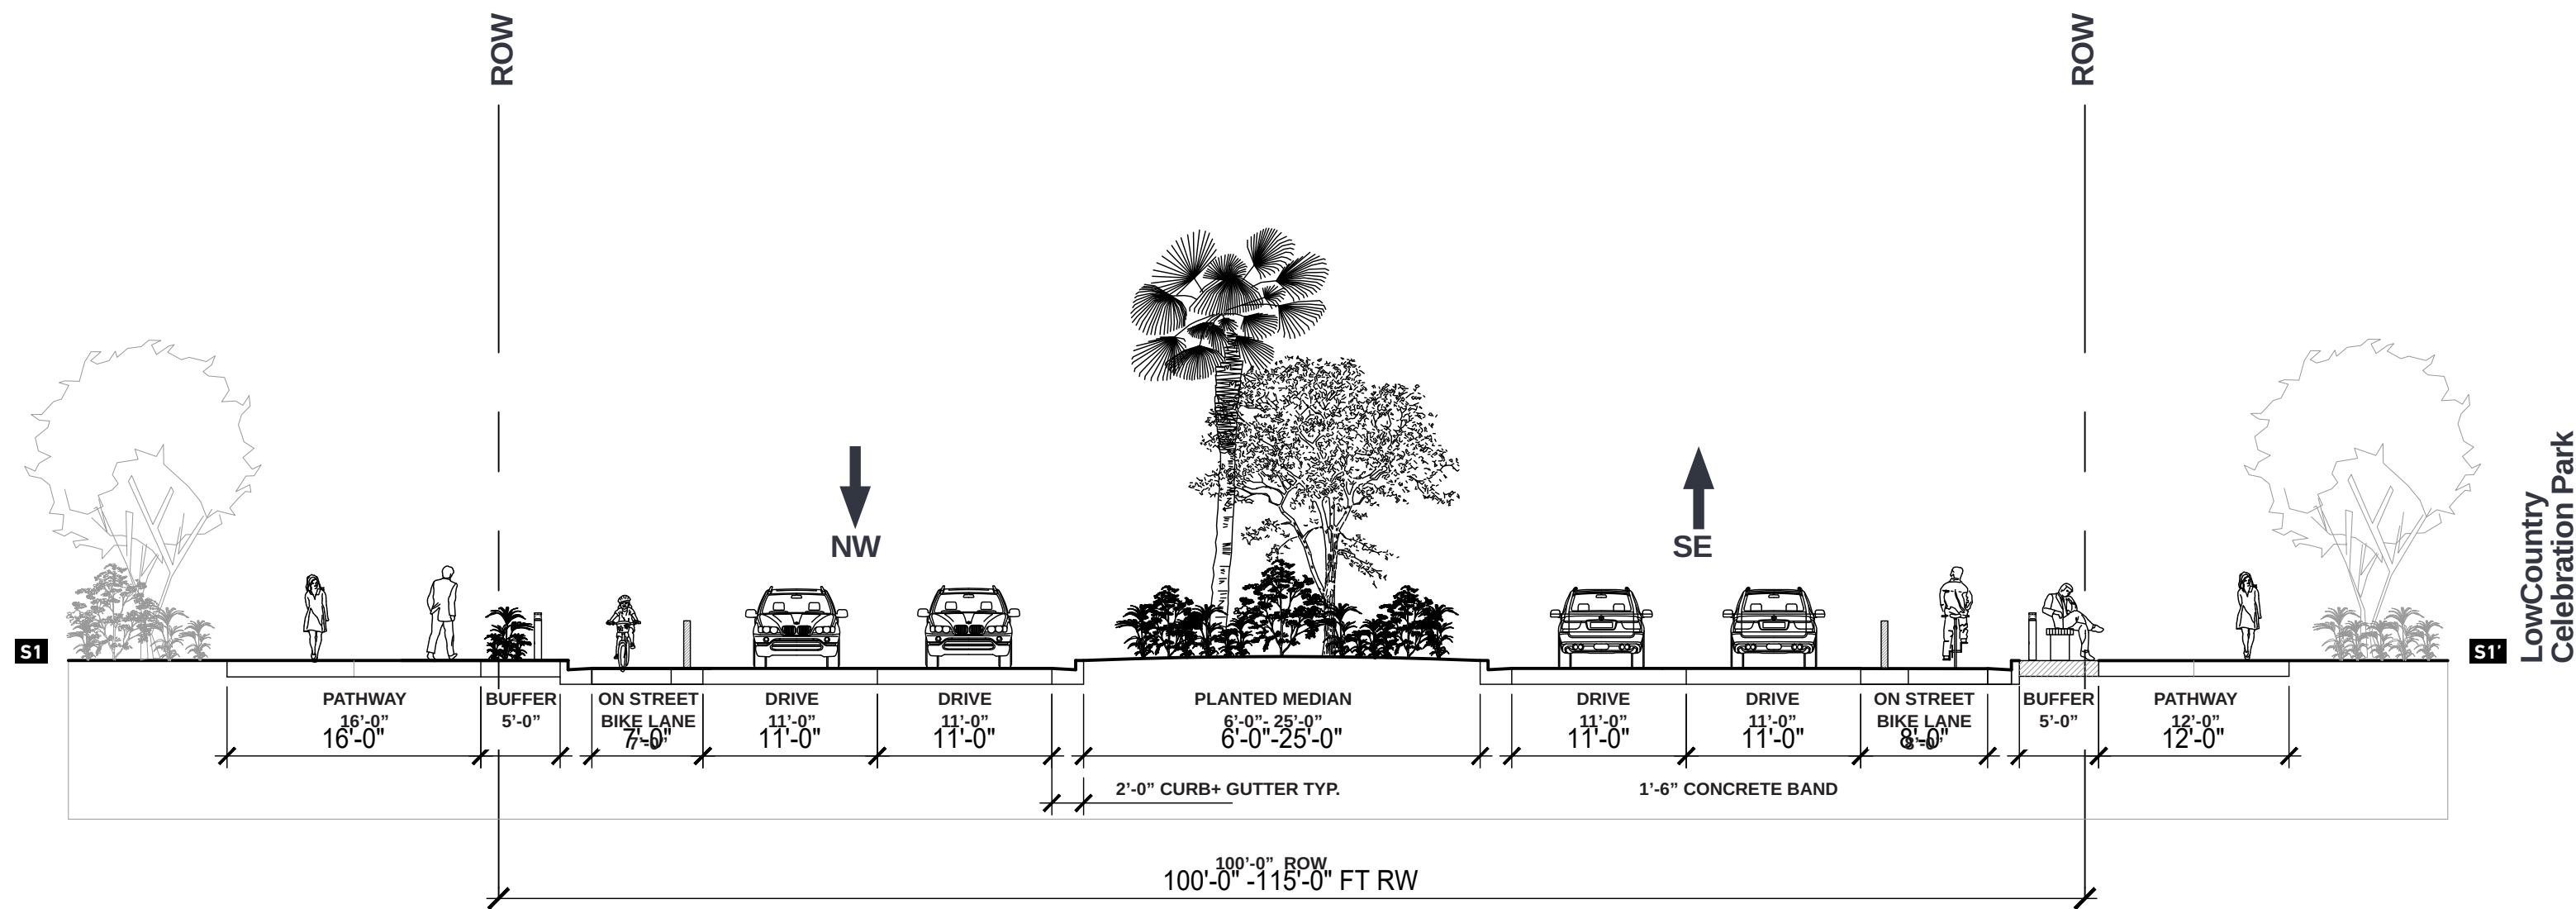 ROW
ROW
NW
SE
LowCountry
Celebration Park
S1
S1’
PATHWAY
16’-0”
16'-0"
BUFFER
5’-0”
ON STREET
BIKE LANE
7’-0”
7'-0"
DRIVE
11’-0”
11'-0"
DRIVE
11’-0”
11'-0"
PLANTED MEDIAN
6’-0”- 25’-0”
6'-0"-25'-0"
DRIVE
11’-0”
11'-0"
DRIVE
11’-0”
11'-0"
ON STREET
BIKE LANE
8’-0”
8'-0"
BUFFER
5’-0”
PATHWAY
12’-0”
12'-0"
2’-0” CURB+ GUTTER TYP.
1’-6” CONCRETE BAND
100’-0” ROW
100'-0" -115'-0" FT RW